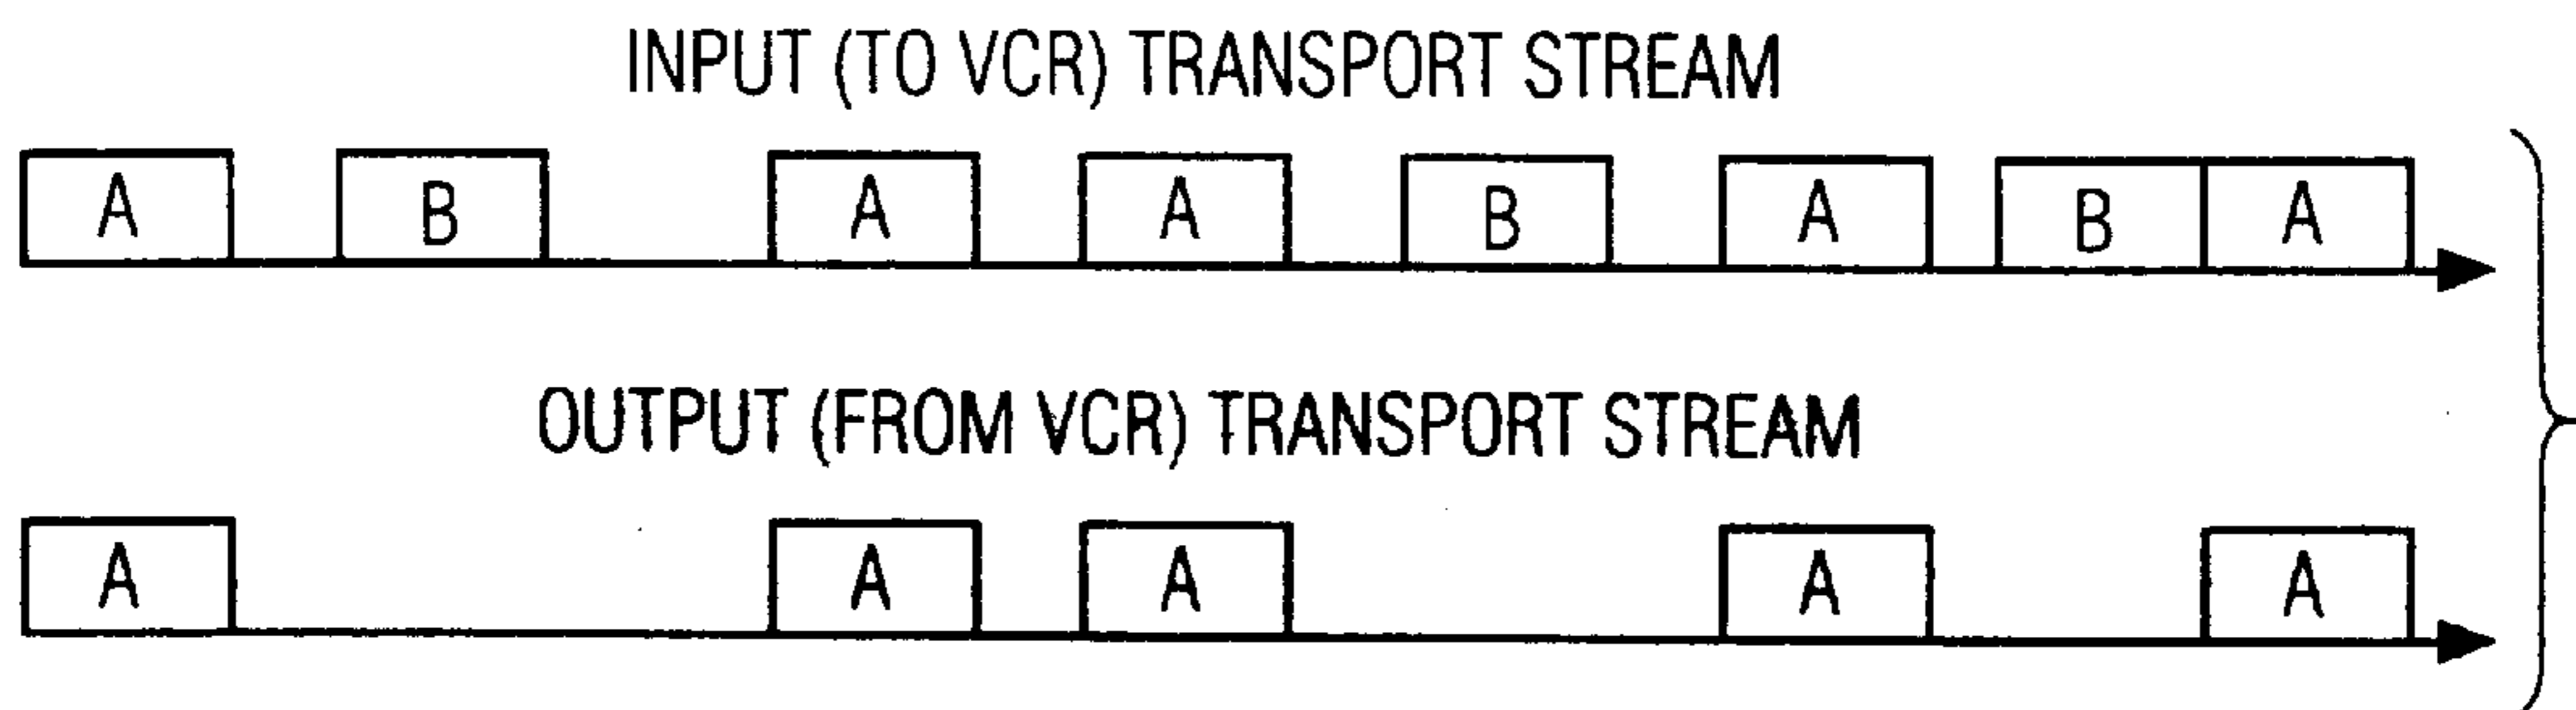 INPUT (TO VCR) TRANSPORT STREAM
A B A A B A B A
OUTPUT (FROM VCR) TRANSPORT STREAM
A A A A A